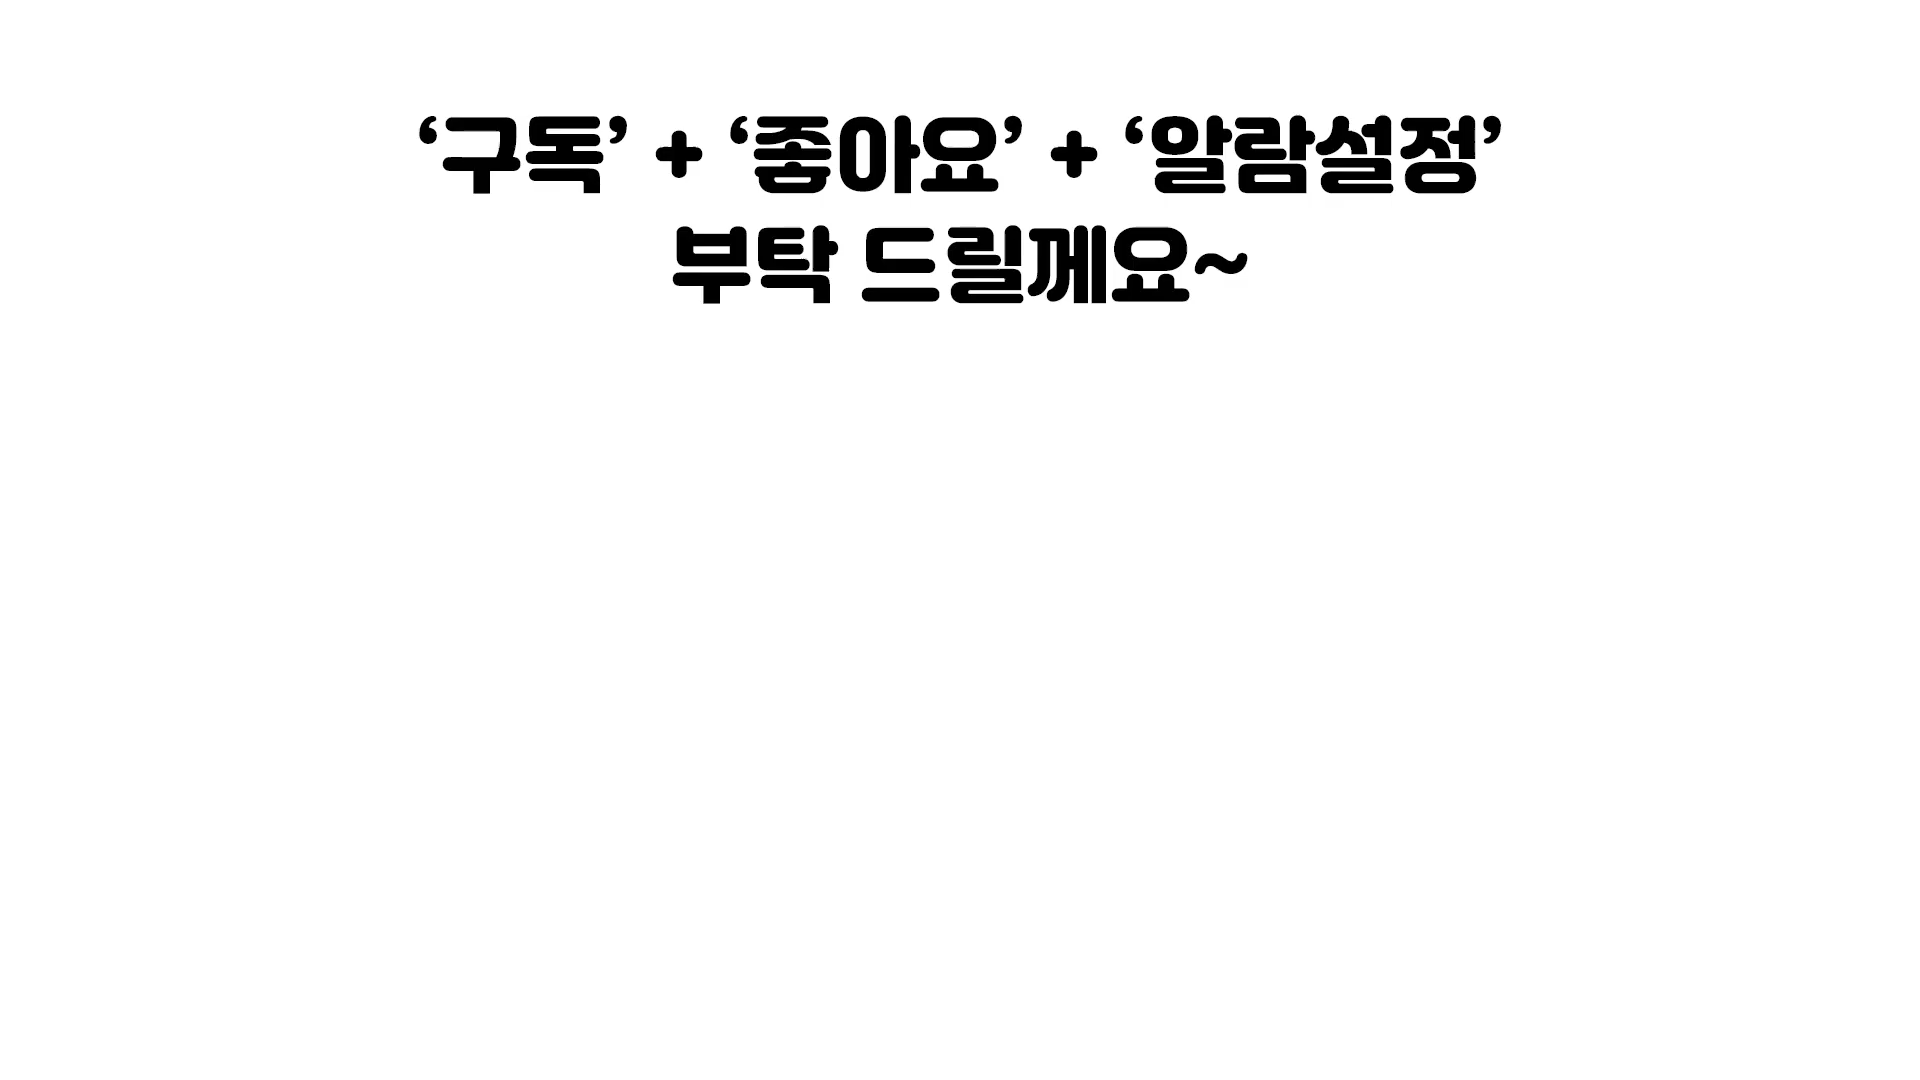 ‘구독’ + ‘좋아요’ + ‘알람설정’
부탁 드릴께요~